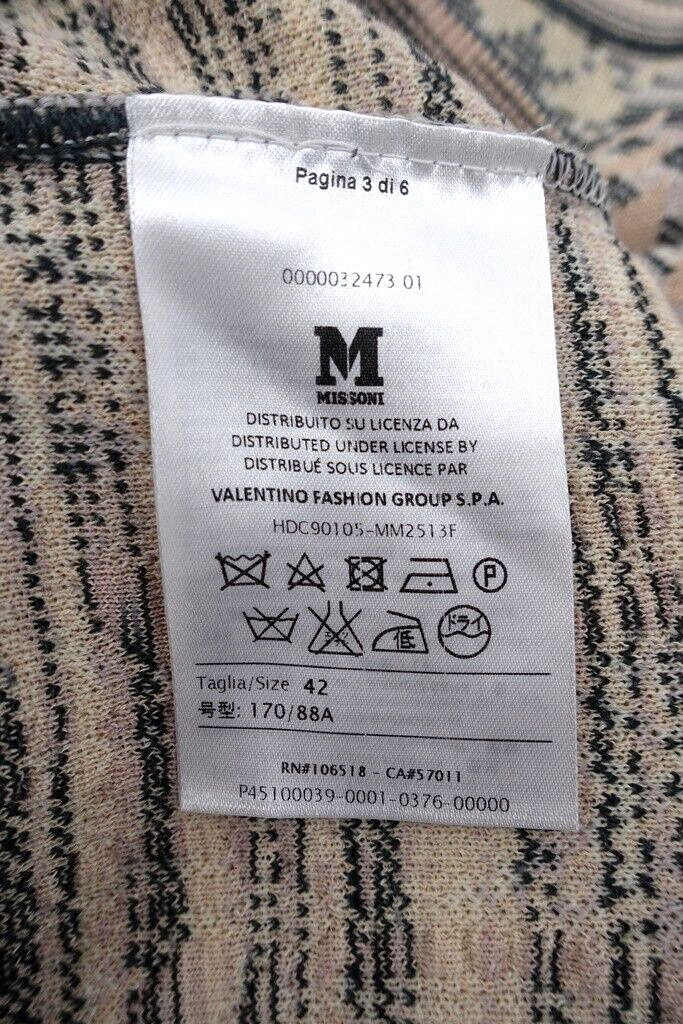 Pagina 3 di 6
0000032473 01
M
MISSONI
DISTRIBUITO SU LICENZA DA
DISTRIBUTED UNDER LICENSE BY
DISTRIBUÉ SOUS LICENCE PAR
VALENTINO FASHION GROUP S.P.A.
HDC90105-MM2513F
P
低 ドライ
Taglia/Size 42
号型: 170/88A
RN#106518 - CA#57011
P45100039-0001-0376-00000